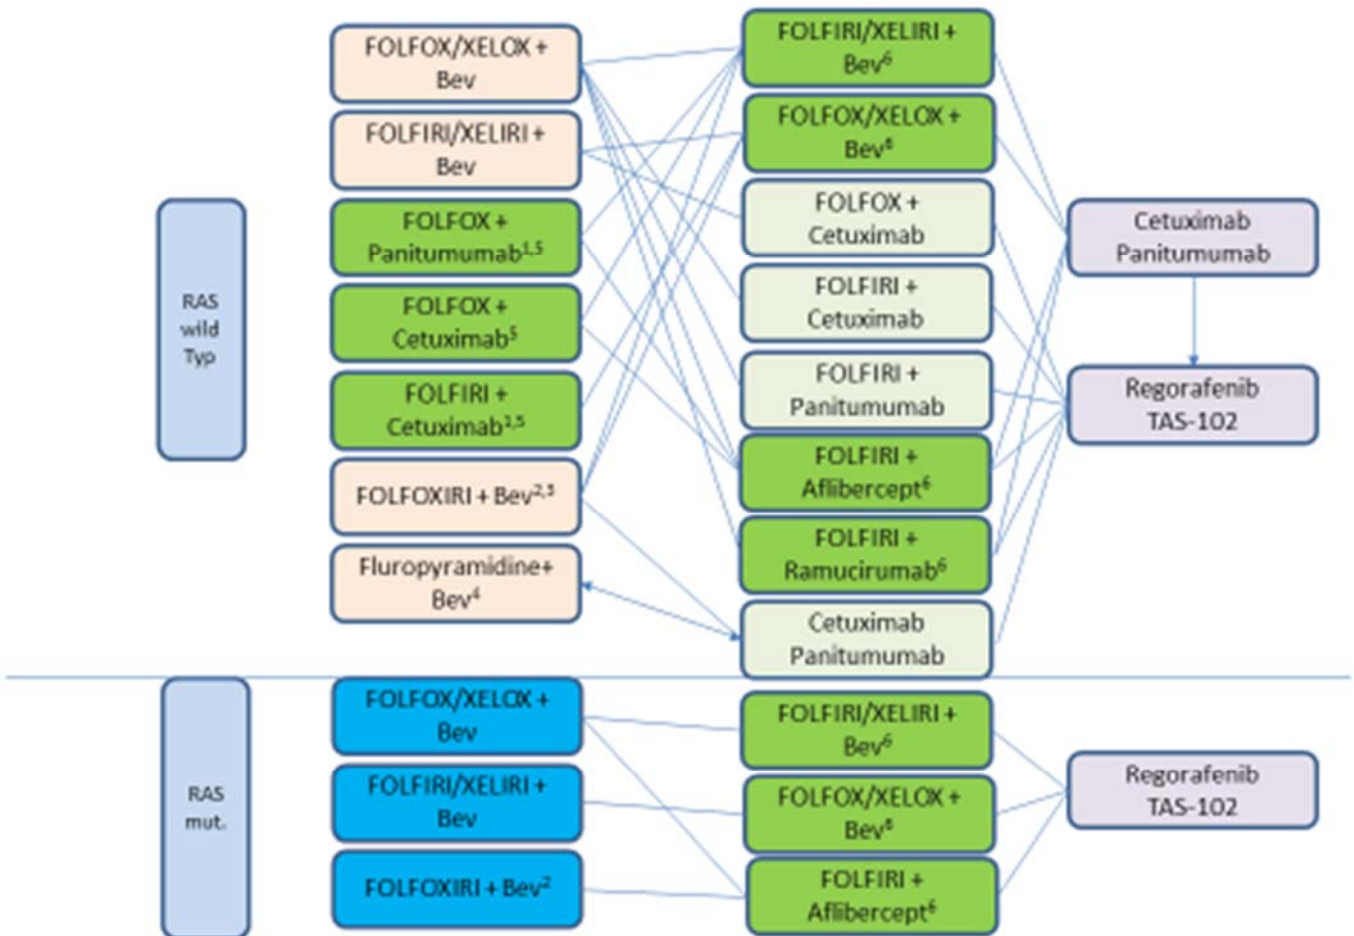 RAS
wild
Typ
FOLFOX/XELOX +
Bev
FOLFIRI/XELIRI +
Bev
FOLFOX +
Panitumumab¹,⁵
FOLFOX +
Cetuximab⁵
FOLFIRI +
Cetuximab¹,⁵
FOLFOXIRI + Bev²,³
Fluropyramidine+
Bev⁴
FOLFIRI/XELIRI +
Bev⁶
FOLFOX/XELOX +
Bev⁶
FOLFOX +
Cetuximab
FOLFIRI +
Cetuximab
FOLFIRI +
Panitumumab
FOLFIRI +
Aflibercept⁶
FOLFIRI +
Ramucirumab⁶
Cetuximab
Panitumumab
Cetuximab
Panitumumab
Regorafenib
TAS-102
RAS
mut.
FOLFOX/XELOX +
Bev
FOLFIRI/XELIRI +
Bev
FOLFOXIRI + Bev²
FOLFIRI/XELIRI +
Bev⁶
FOLFOX/XELOX +
Bev⁶
FOLFIRI +
Aflibercept⁶
Regorafenib
TAS-102